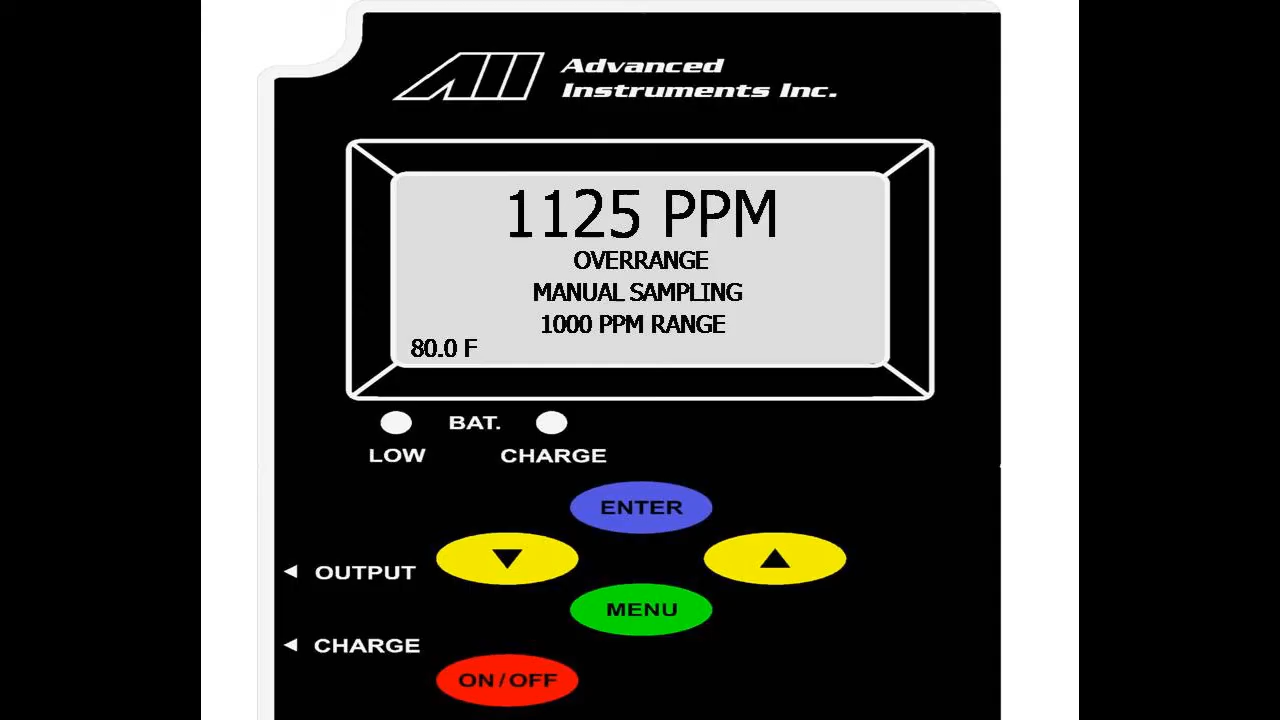 Advanced
Instruments Inc.
1125 PPM
OVERRANGE
MANUAL SAMPLING
1000 PPM RANGE
80.0 F
BAT.
LOW CHARGE
ENTER
OUTPUT
MENU
CHARGE
ON/OFF